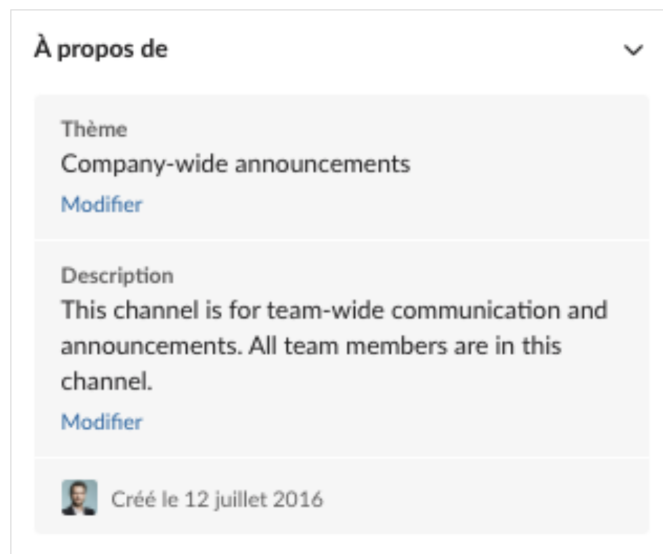 À propos de
Thème
Company-wide announcements
Modifier
Description
This channel is for team-wide communication and
announcements. All team members are in this
channel.
Modifier
Créé le 12 juillet 2016